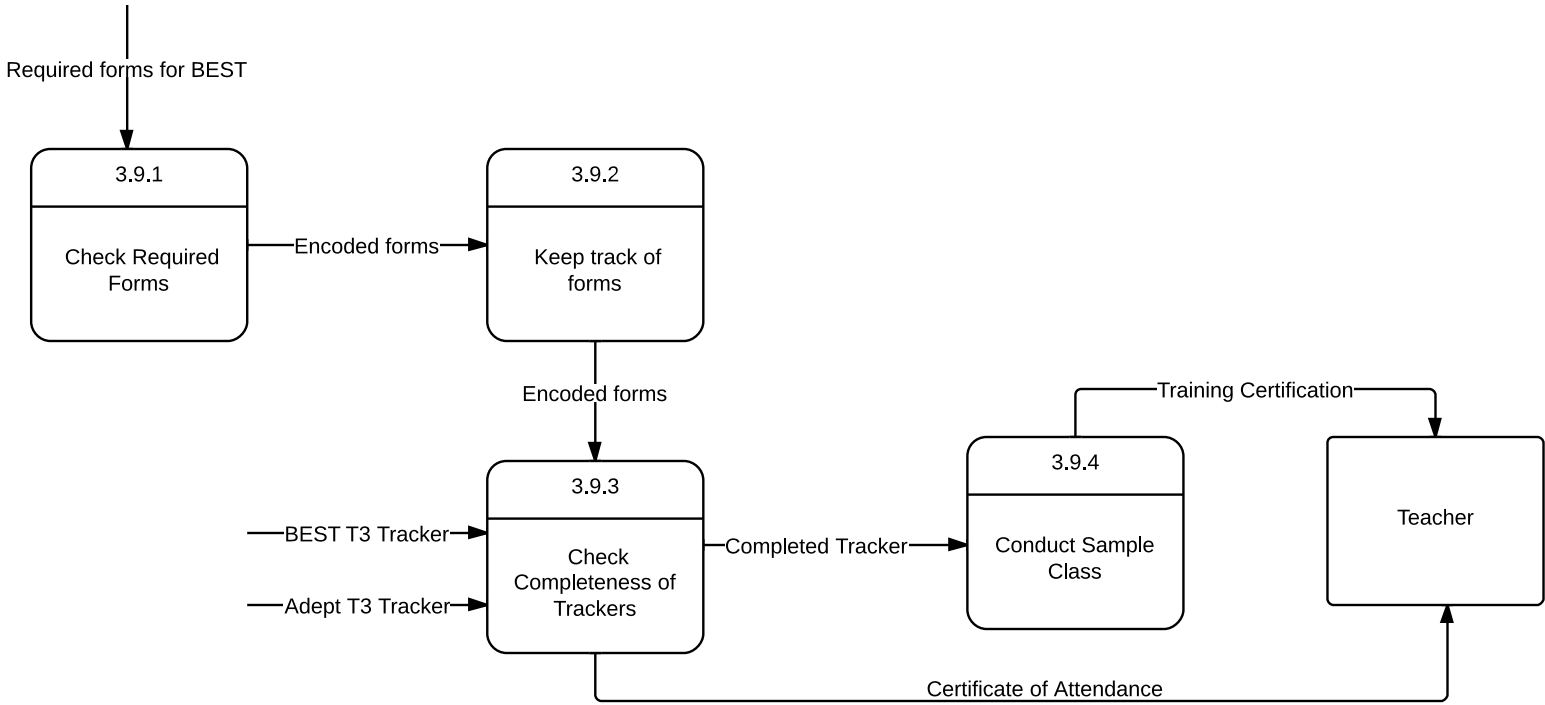 Required forms for BEST
3.9.1
Check Required
Forms
Encoded forms
3.9.2
Keep track of
forms
Encoded forms
3.9.3
Check
Completeness of
Trackers
BEST T3 Tracker
Adept T3 Tracker
Completed Tracker
3.9.4
Conduct Sample
Class
Training Certification
Teacher
Certificate of Attendance